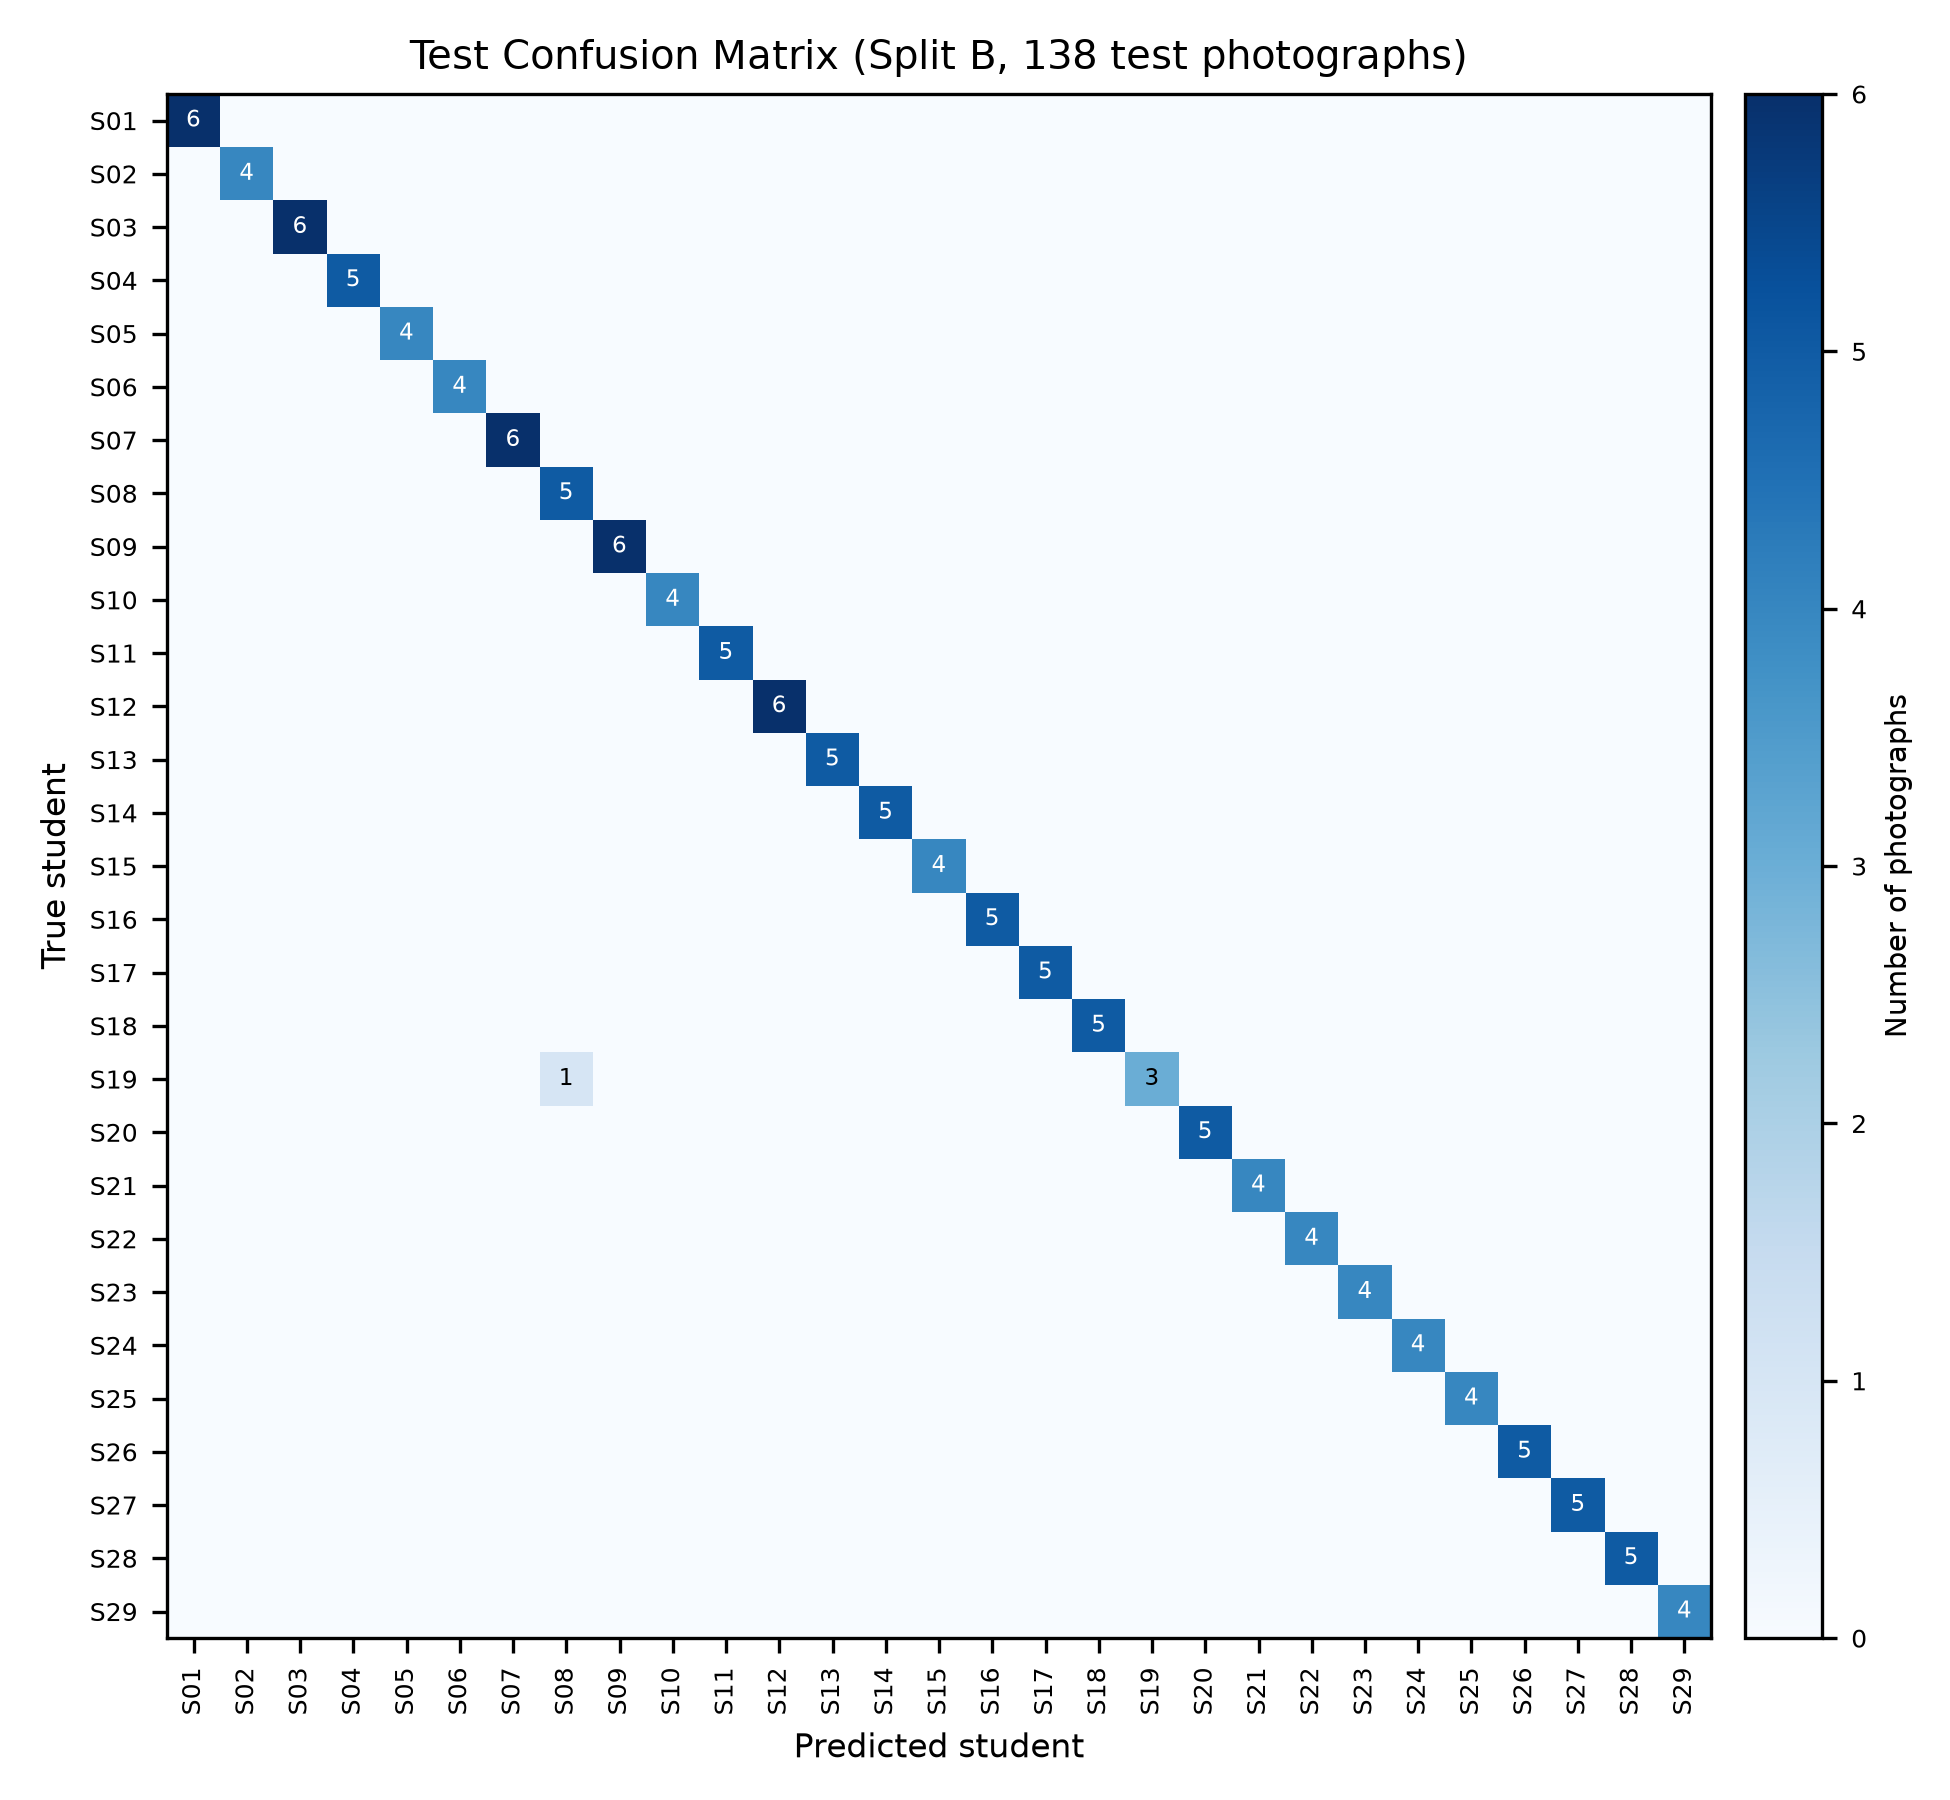 Test Confusion Matrix (Split B, 138 test photographs)
True student
S01 6
S02 4
S03 6
S04 5
S05 4
S06 4
S07 6
S08 5
S09 6
S10 4
S11 5
S12 6
S13 5
S14 5
S15 4
S16 5
S17 5
S18 5
S19 1 3
S20 5
S21 4
S22 4
S23 4
S24 4
S25 4
S26 5
S27 5
S28 5
S29 4
S01 S02 S03 S04 S05 S06 S07 S08 S09 S10 S11 S12 S13 S14 S15 S16 S17 S18 S19 S20 S21 S22 S23 S24 S25 S26 S27 S28 S29
Predicted student
6
5
4
3
2
1
0
Number of photographs